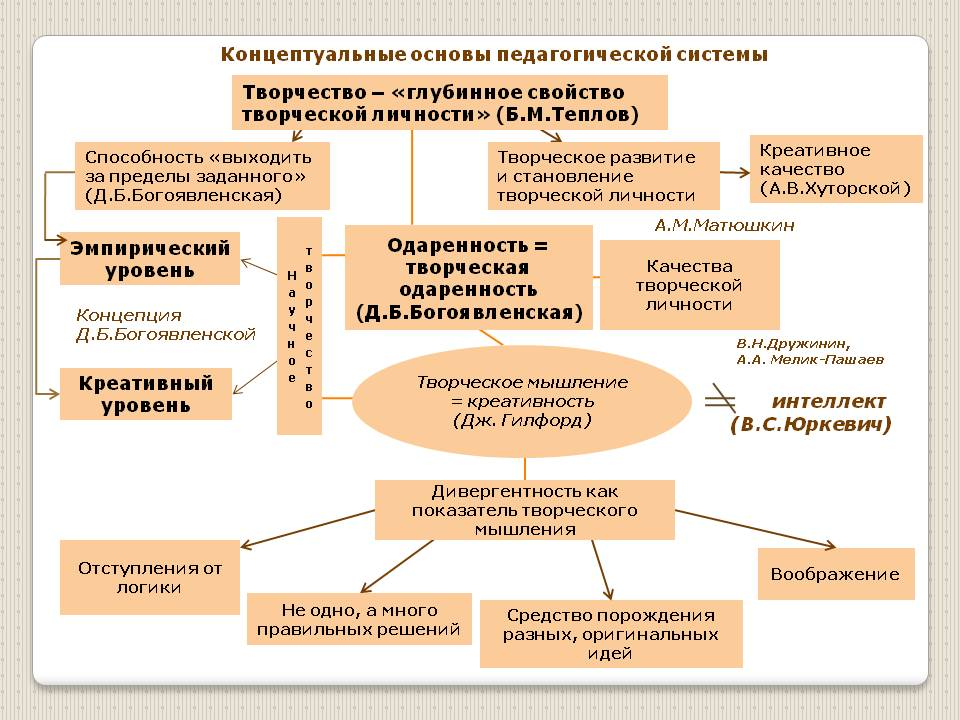 Концептуальные основы педагогической системы
Творчество – «глубинное свойство
творческой личности» (Б.М.Теплов)
Способность «выходить
за пределы заданного»
(Д.Б.Богоявленская)
Творческое развитие
и становление
творческой личности
Креативное
качество
(А.В.Хуторской)
А.М.Матюшкин
Эмпирический
уровень
Научное
творчество
Одаренность =
творческая
одаренность
(Д.Б.Богоявленская)
Качества
творческой
личности
Концепция
Д.Б.Богоявленской
В.Н.Дружинин,
А.А. Мелик-Пашаев
Креативный
уровень
Творческое мышление
= креативность
(Дж. Гилфорд)
интеллект
(В.С.Юркевич)
Дивергентность как
показатель творческого
мышления
Отступления от
логики
Не одно, а много
правильных решений
Средство порождения
разных, оригинальных
идей
Воображение